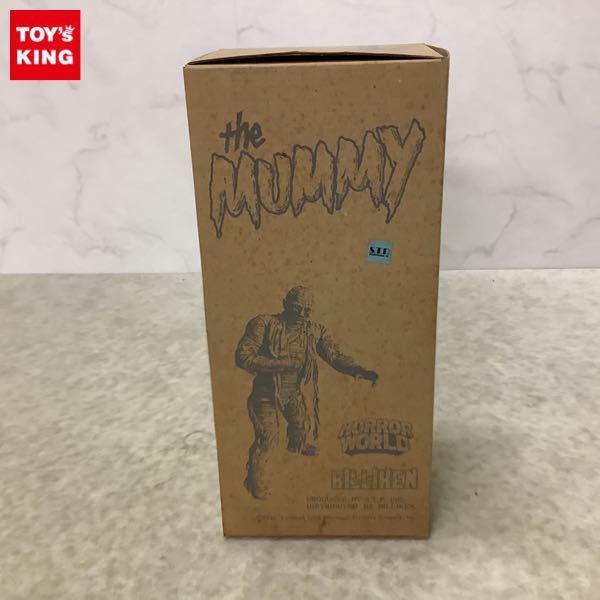 TOY's
KING
the
MUMMY
S.T.P
HORROR
WORLD
BILLIKEN
PRODUCED BY S.T.P. INC.
DISTRIBUTED BY BILLIKEN